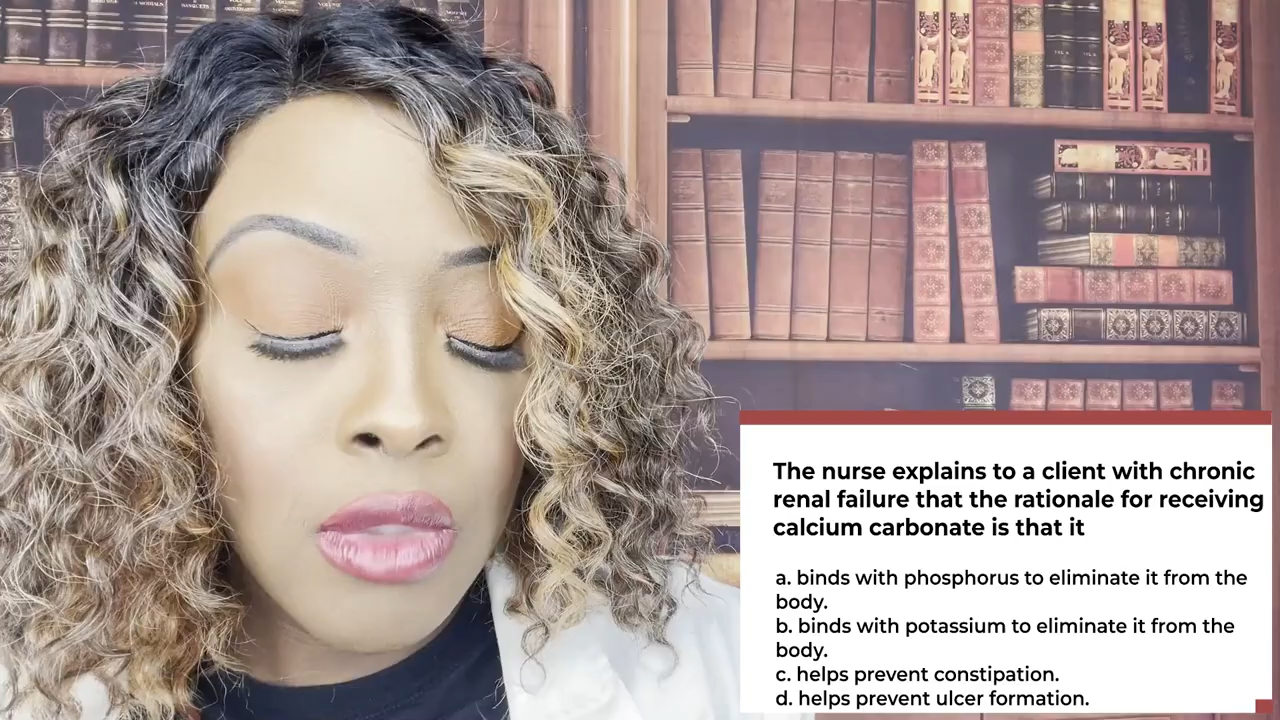 The nurse explains to a client with chronic
renal failure that the rationale for receiving
calcium carbonate is that it
a. binds with phosphorus to eliminate it from the
body.
b. binds with potassium to eliminate it from the
body.
c. helps prevent constipation.
d. helps prevent ulcer formation.